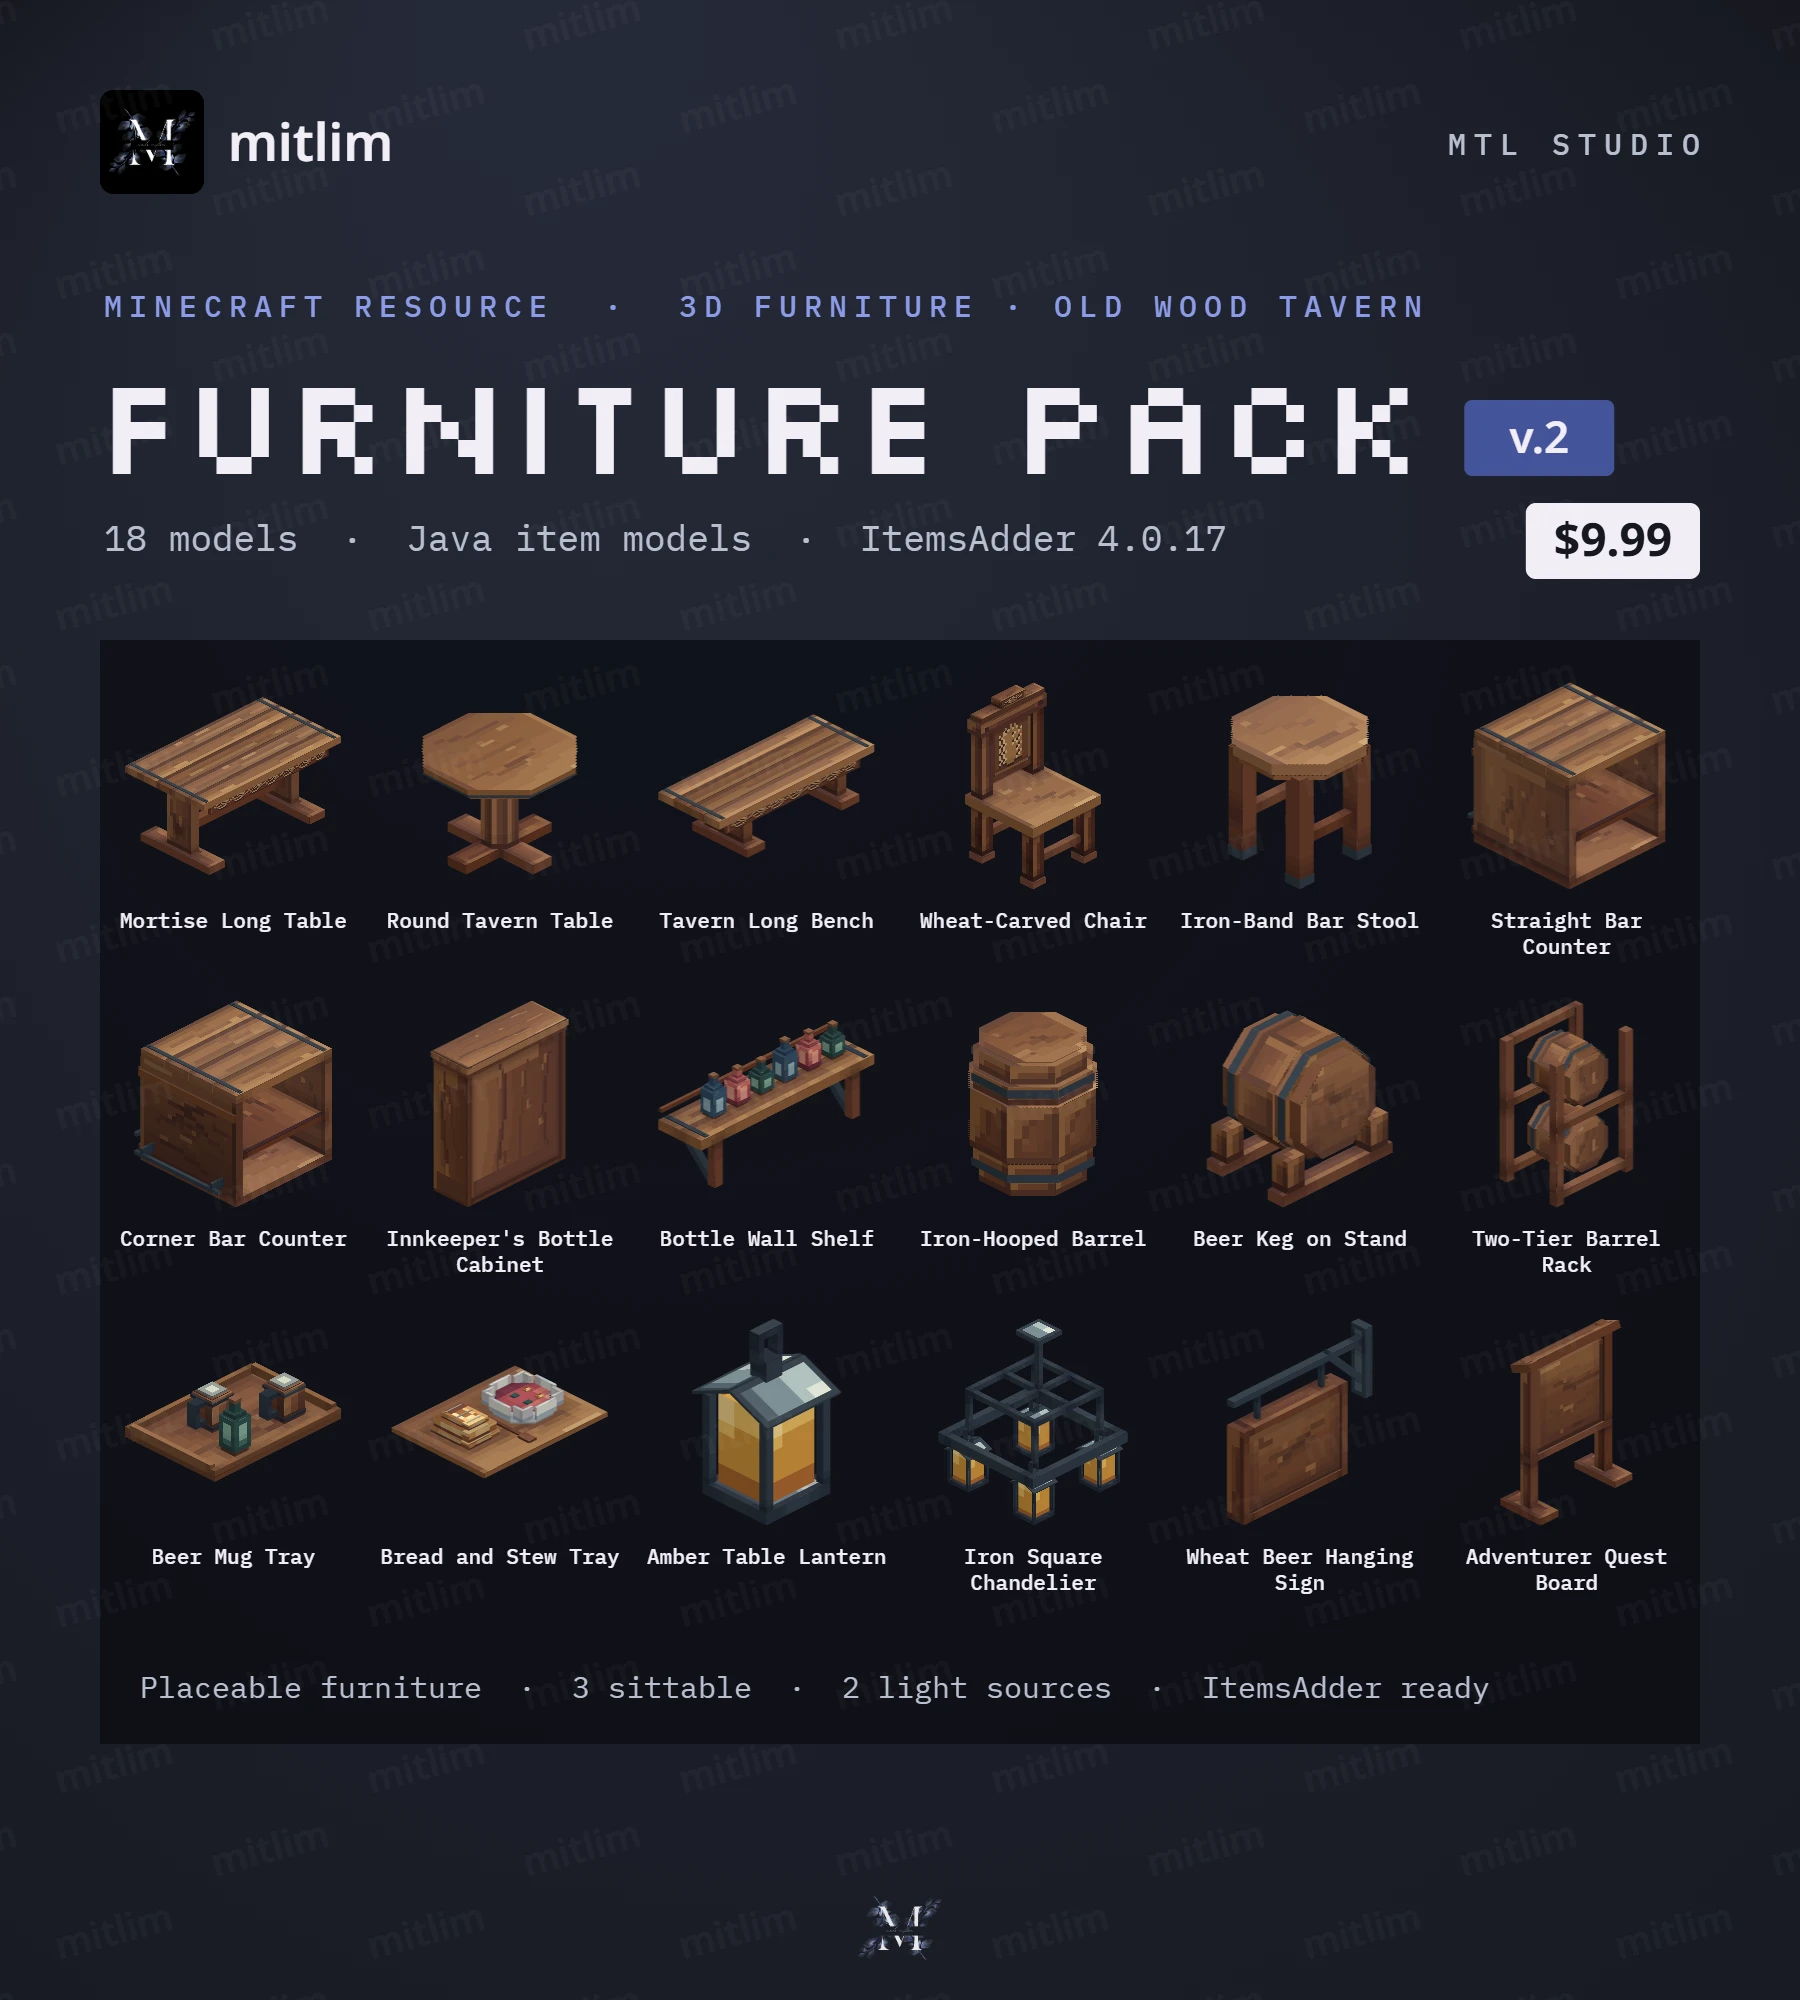 mitlim
MTL STUDIO
MINECRAFT RESOURCE · 3D FURNITURE · OLD WOOD TAVERN
FURNITURE PACK v.2
18 models · Java item models · ItemsAdder 4.0.17
$9.99
Mortise Long Table
Round Tavern Table
Tavern Long Bench
Wheat-Carved Chair
Iron-Band Bar Stool
Straight Bar
Counter
Corner Bar Counter
Innkeeper's Bottle
Cabinet
Bottle Wall Shelf
Iron-Hooped Barrel
Beer Keg on Stand
Two-Tier Barrel
Rack
Beer Mug Tray
Bread and Stew Tray
Amber Table Lantern
Iron Square
Chandelier
Wheat Beer Hanging
Sign
Adventurer Quest
Board
Placeable furniture · 3 sittable · 2 light sources · ItemsAdder ready